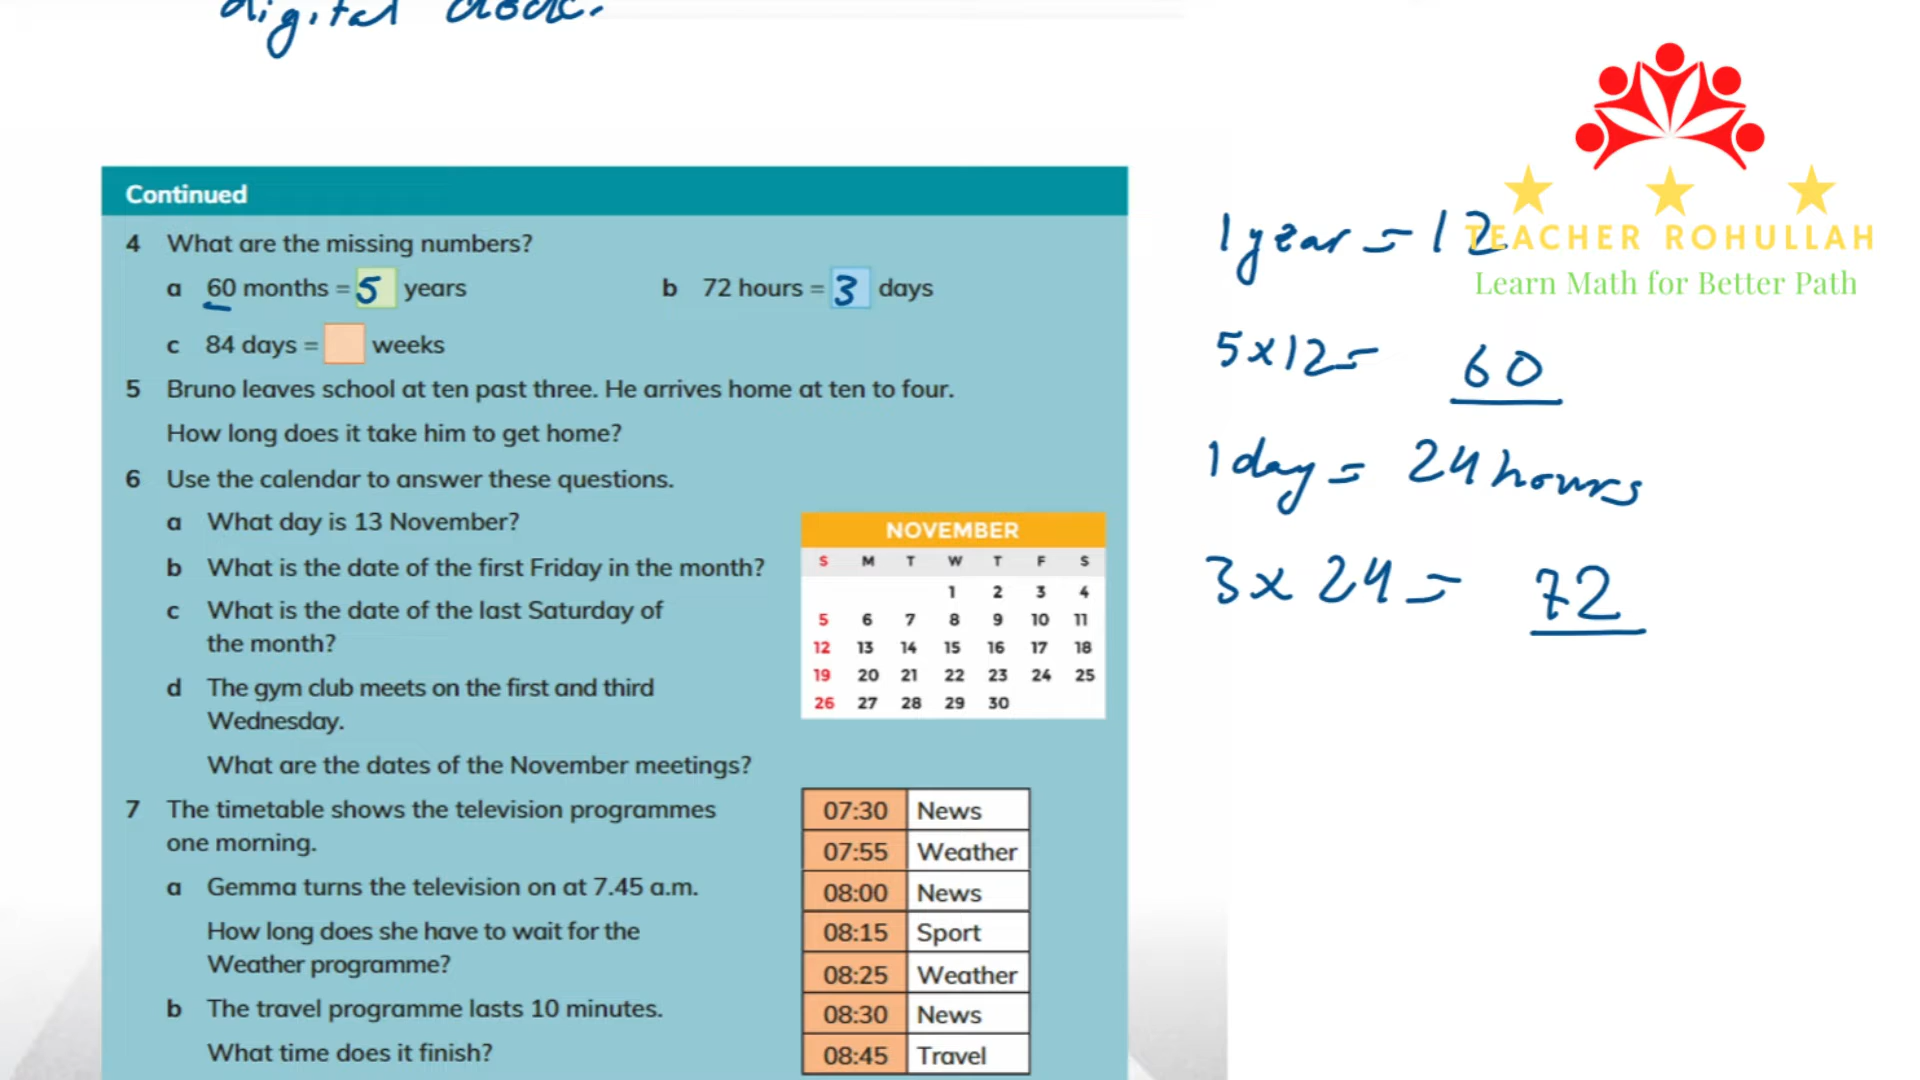 digital clock.
Continued
4 What are the missing numbers?
a 60 months = 5 years b 72 hours = 3 days
c 84 days = weeks
5 Bruno leaves school at ten past three. He arrives home at ten to four.
How long does it take him to get home?
6 Use the calendar to answer these questions.
a What day is 13 November?
b What is the date of the first Friday in the month?
c What is the date of the last Saturday of
the month?
d The gym club meets on the first and third
Wednesday.
What are the dates of the November meetings?
NOVEMBER
S M T W T F S
1 2 3 4
5 6 7 8 9 10 11
12 13 14 15 16 17 18
19 20 21 22 23 24 25
26 27 28 29 30
7 The timetable shows the television programmes
one morning.
a Gemma turns the television on at 7.45 a.m.
How long does she have to wait for the
Weather programme?
b The travel programme lasts 10 minutes.
What time does it finish?
07:30 News
07:55 Weather
08:00 News
08:15 Sport
08:25 Weather
08:30 News
08:45 Travel
1 year = 12
5 x 12 = 60
1 day = 24 hours
3 x 24 = 72
TEACHER ROHULLAH
Learn Math for Better Path